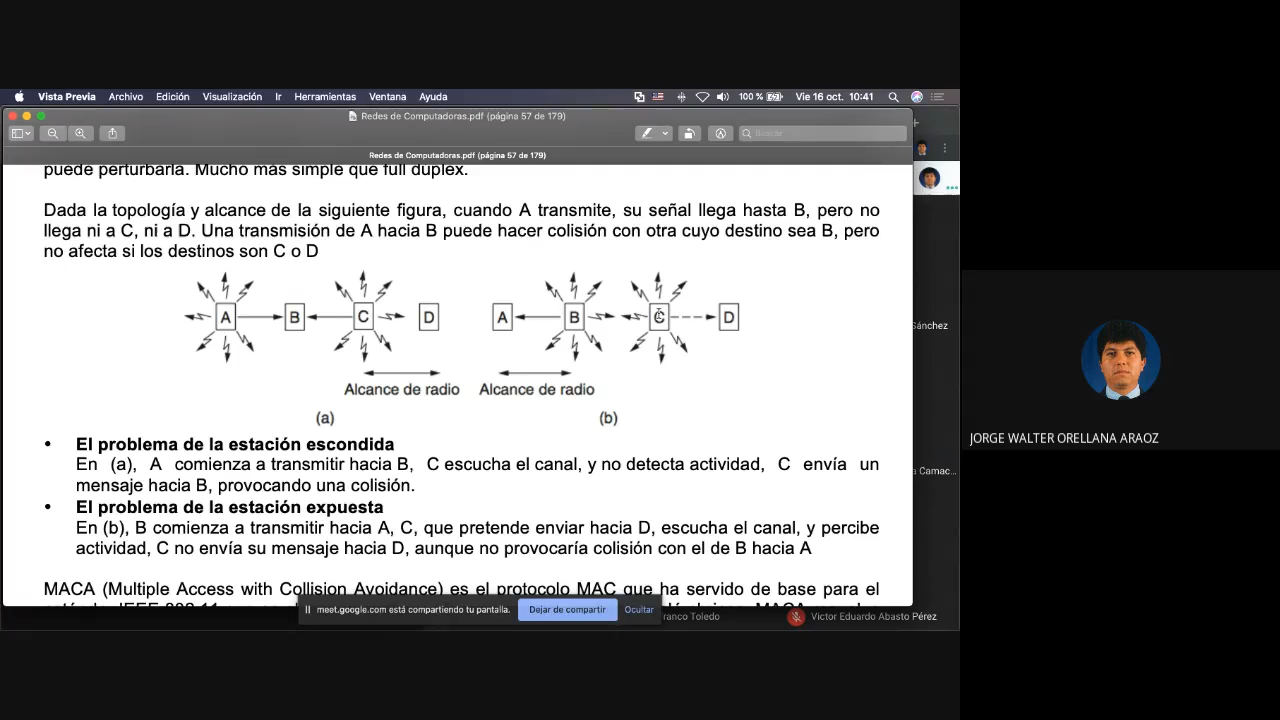 Vista Previa Archivo Edición Visualización Ir Herramientas Ventana Ayuda 100 % Vie 16 oct. 10:41
Redes de Computadoras.pdf (página 57 de 179)
Buscar
Redes de Computadoras.pdf (página 57 de 179)
puede perturbarla. Mucho más simple que full duplex.
Dada la topología y alcance de la siguiente figura, cuando A transmite, su señal llega hasta B, pero no
llega ni a C, ni a D. Una transmisión de A hacia B puede hacer colisión con otra cuyo destino sea B, pero
no afecta si los destinos son C o D
A B C D A B C D
Alcance de radio Alcance de radio
(a) (b)
• El problema de la estación escondida
En (a), A comienza a transmitir hacia B, C escucha el canal, y no detecta actividad, C envía un
mensaje hacia B, provocando una colisión.
• El problema de la estación expuesta
En (b), B comienza a transmitir hacia A, C, que pretende enviar hacia D, escucha el canal, y percibe
actividad, C no envía su mensaje hacia D, aunque no provocaría colisión con el de B hacia A
MACA (Multiple Access with Collision Avoidance) es el protocolo MAC que ha servido de base para el
meet.google.com está compartiendo tu pantalla. Dejar de compartir Ocultar
Sánchez
a Camac...
ranco Toledo
Victor Eduardo Abasto Pérez
JORGE WALTER ORELLANA ARAOZ